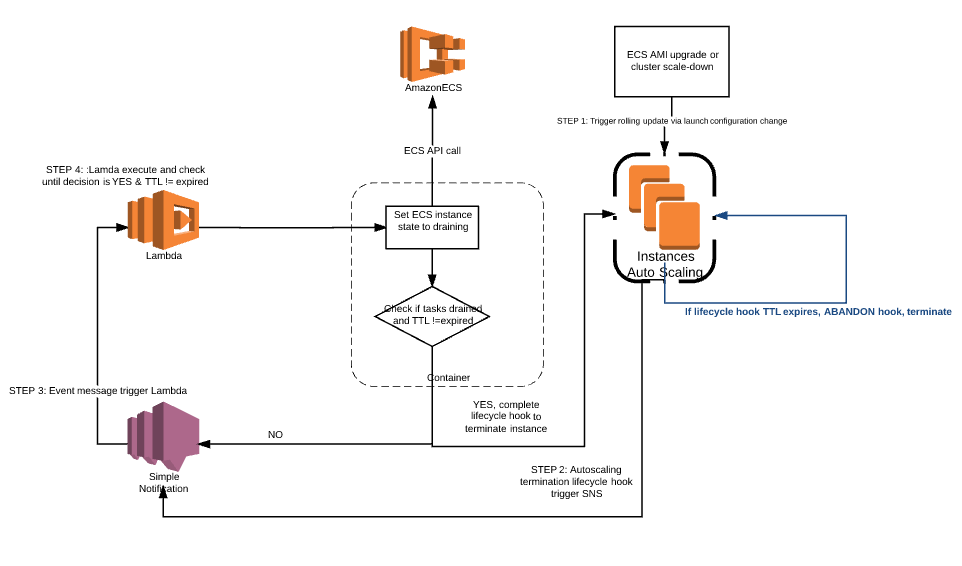 ECS AMI upgrade or
cluster scale-down
AmazonECS
STEP 1: Trigger rolling update via launch configuration change
ECS API call
STEP 4: :Lamda execute and check
until decision is YES & TTL != expired
Set ECS instance
state to draining
Lambda
Instances
Auto Scaling
Check if tasks drained
and TTL !=expired
If lifecycle hook TTL expires, ABANDON hook, terminate
Container
STEP 3: Event message trigger Lambda
YES, complete
lifecycle hook to
terminate instance
NO
STEP 2: Autoscaling
termination lifecycle hook
trigger SNS
Simple
Notification